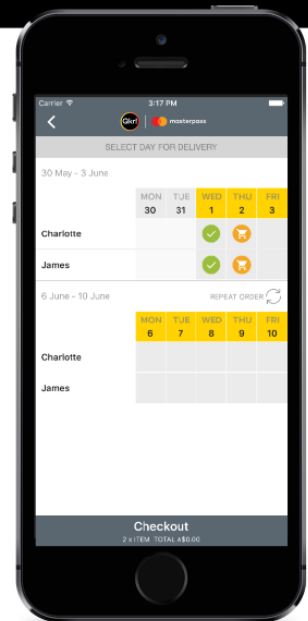 Carrier 3:17 PM
Qkr! masterpass
SELECT DAY FOR DELIVERY
30 May - 3 June
MON TUE WED THU FRI
30 31 1 2 3
Charlotte
James
6 June - 10 June REPEAT ORDER
MON TUE WED THU FRI
6 7 8 9 10
Charlotte
James
Checkout
2 x ITEM TOTAL A$0.00